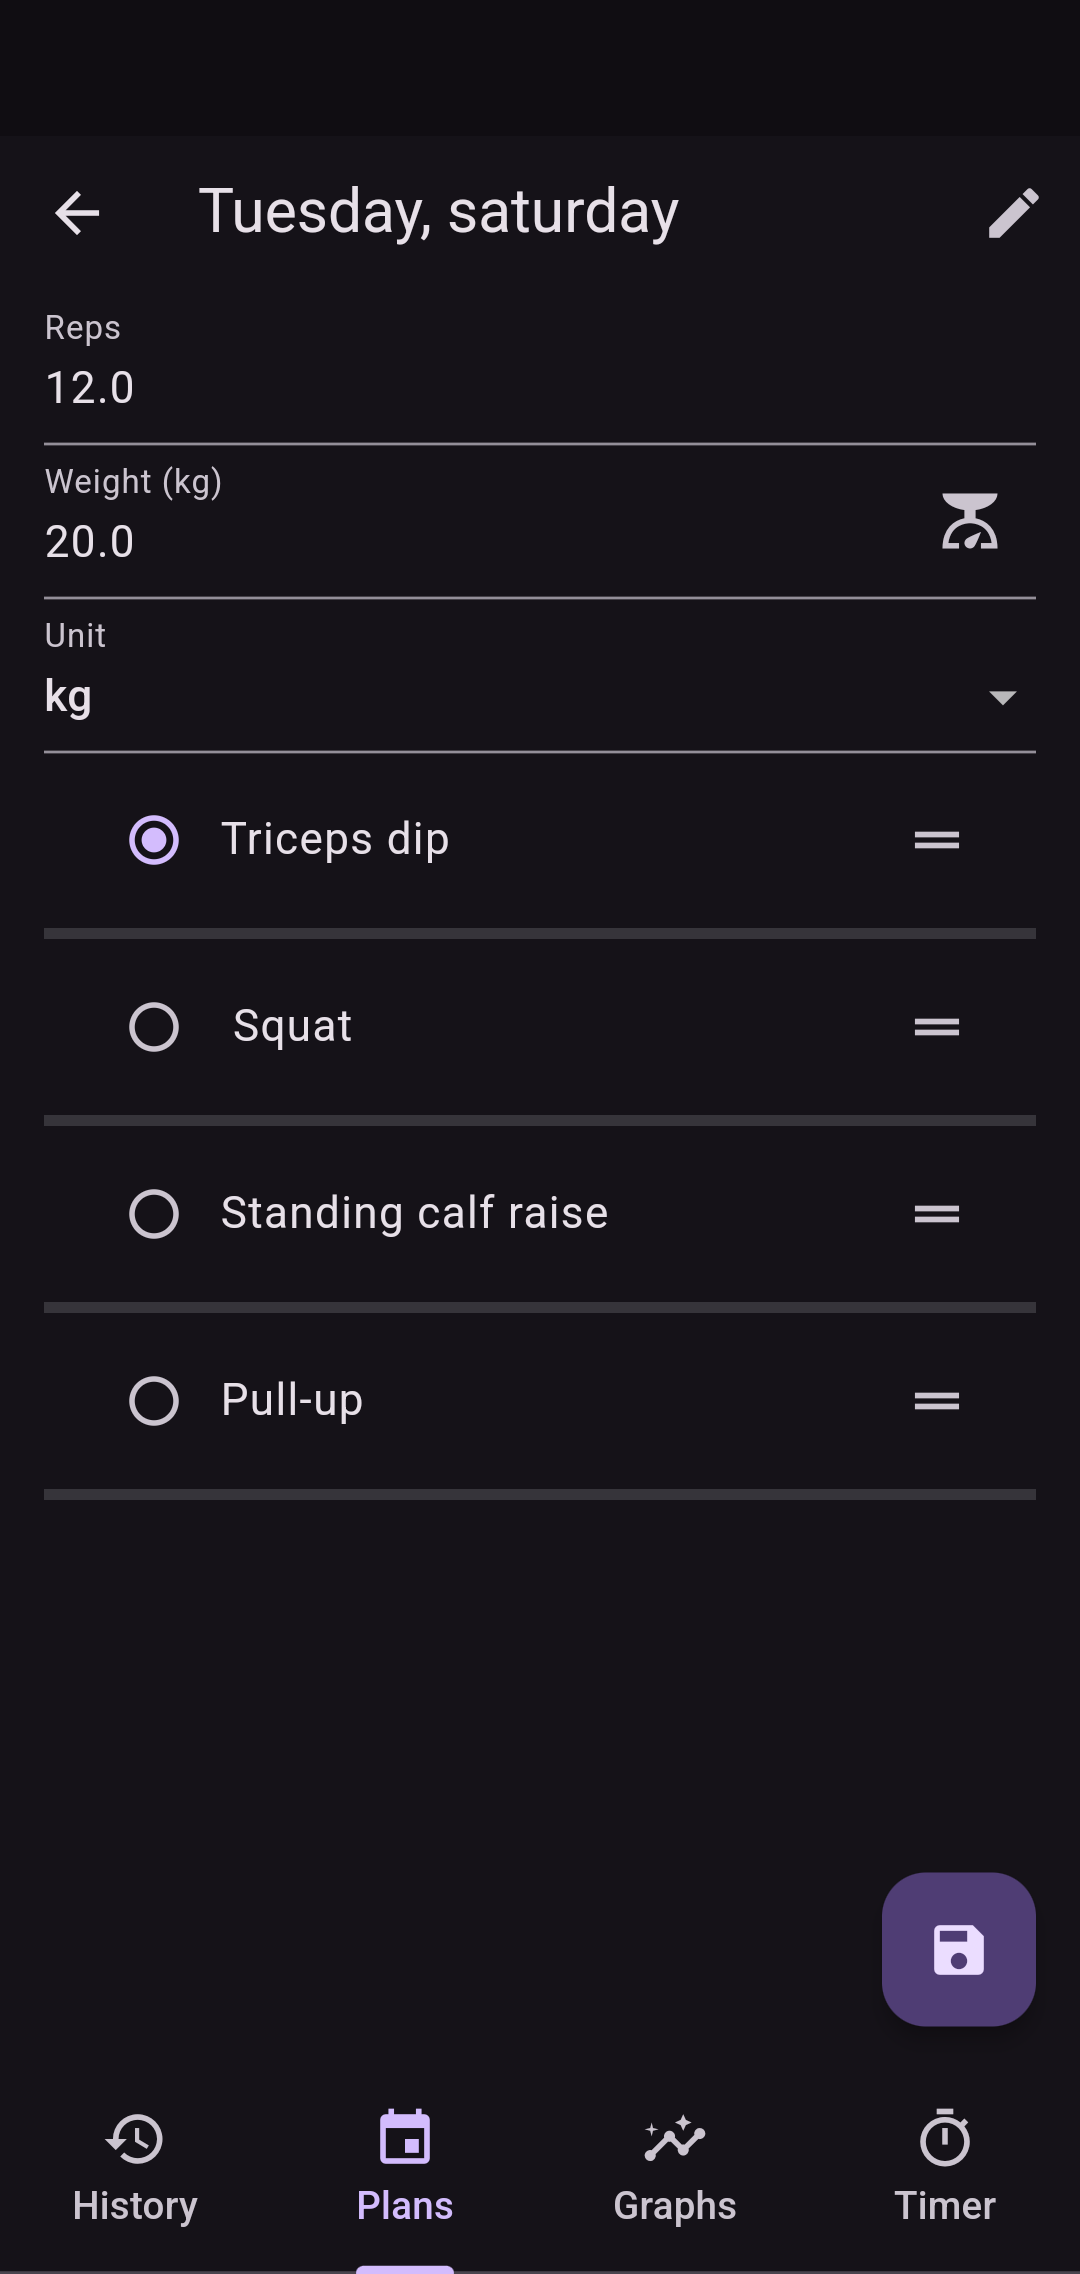 Tuesday, saturday
Reps
12.0
Weight (kg)
20.0
Unit
kg
Triceps dip
Squat
Standing calf raise
Pull-up
History
Plans
Graphs
Timer